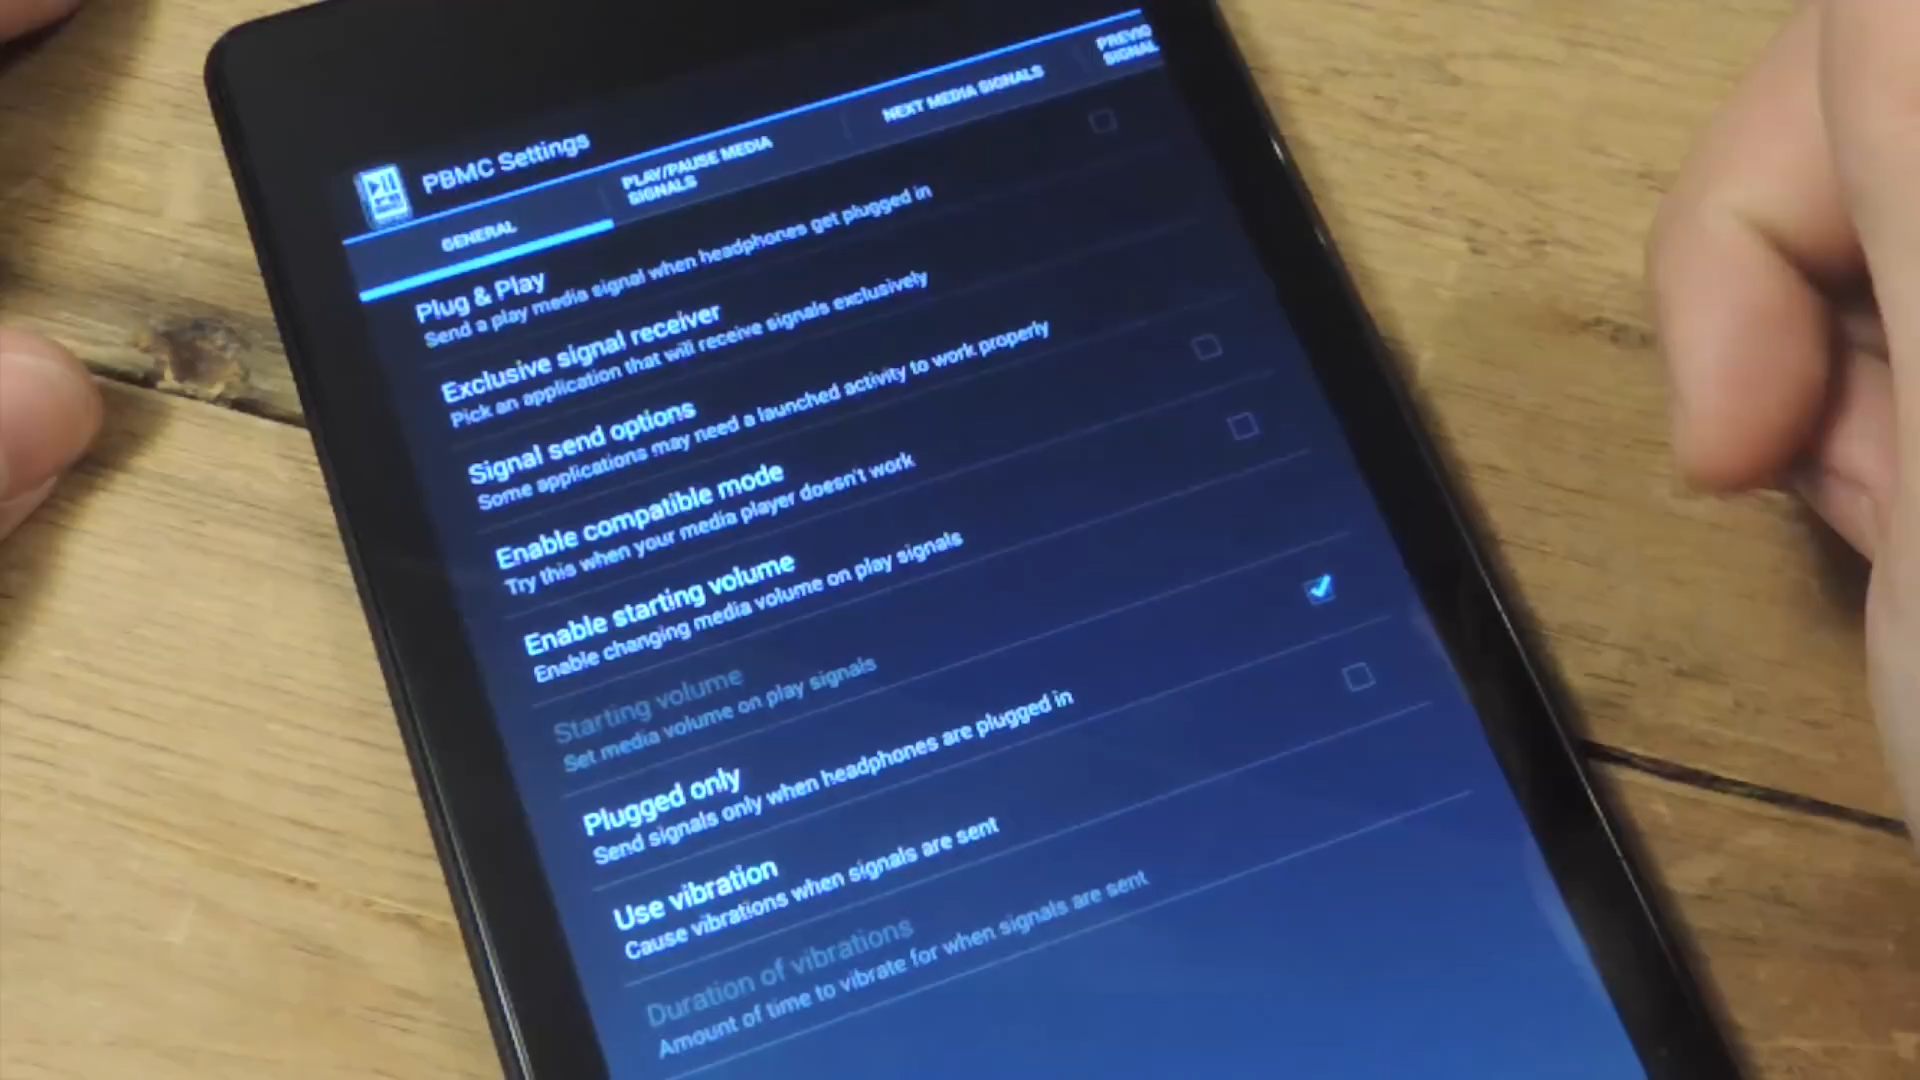 PBMC Settings
GENERAL
PLAY/PAUSE MEDIA
SIGNALS
NEXT MEDIA SIGNALS
PREVIO
SIGNAL
Plug & Play
Send a play media signal when headphones get plugged in
Exclusive signal receiver
Pick an application that will receive signals exclusively
Signal send options
Some applications may need a launched activity to work properly
Enable compatible mode
Try this when your media player doesn't work
Enable starting volume
Enable changing media volume on play signals
Starting volume
Set media volume on play signals
Plugged only
Send signals only when headphones are plugged in
Use vibration
Cause vibrations when signals are sent
Duration of vibrations
Amount of time to vibrate for when signals are sent